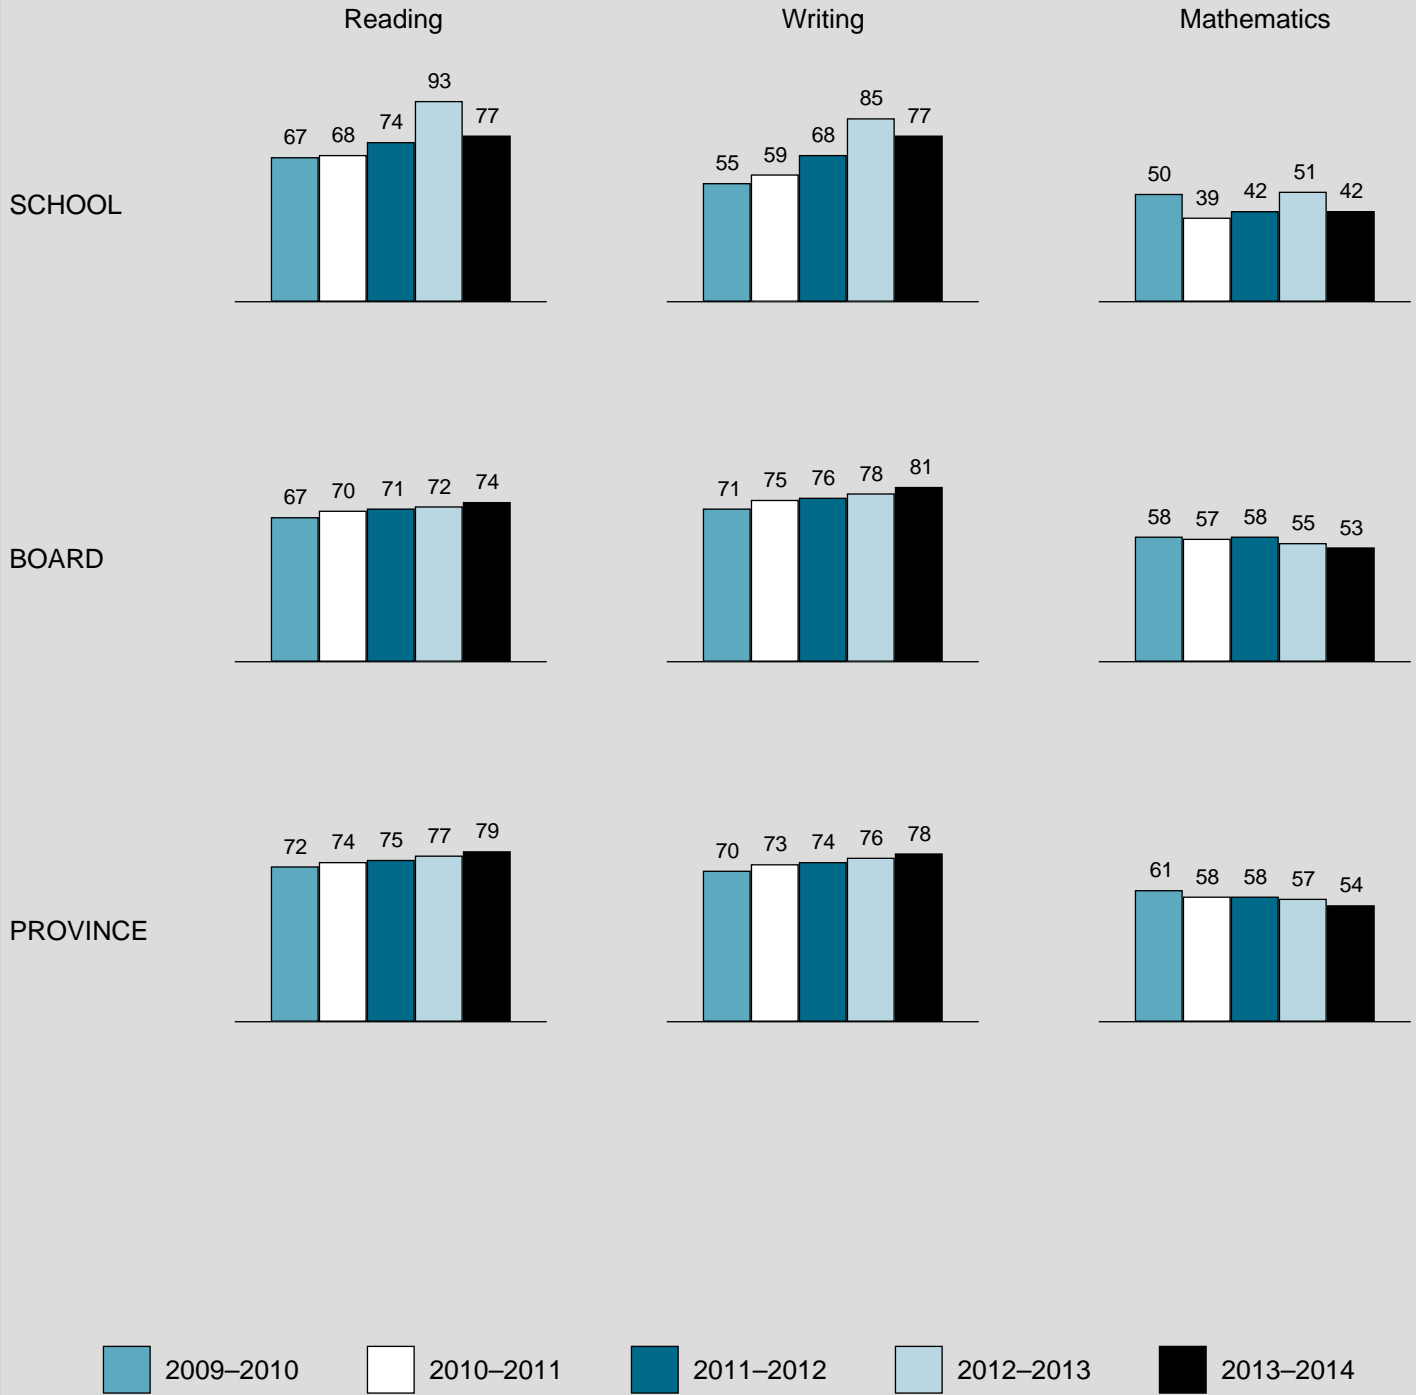 Reading Writing Mathematics
SCHOOL
67 68 74 93 77
55 59 68 85 77
50 39 42 51 42
BOARD
67 70 71 72 74
71 75 76 78 81
58 57 58 55 53
PROVINCE
72 74 75 77 79
70 73 74 76 78
61 58 58 57 54
2009–2010 2010–2011 2011–2012 2012–2013 2013–2014